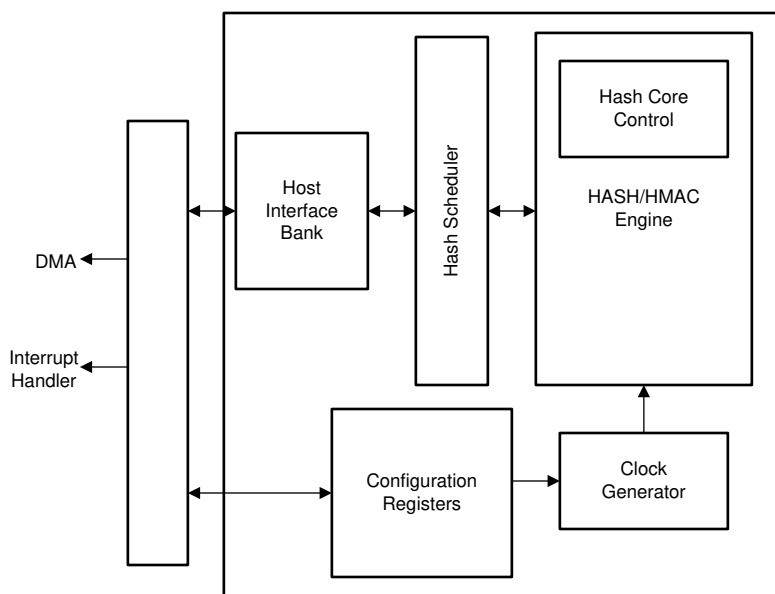 Hash Core
Control
Host
Interface
Bank
Hash Scheduler
HASH/HMAC
Engine
DMA
Interrupt
Handler
Configuration
Registers
Clock
Generator